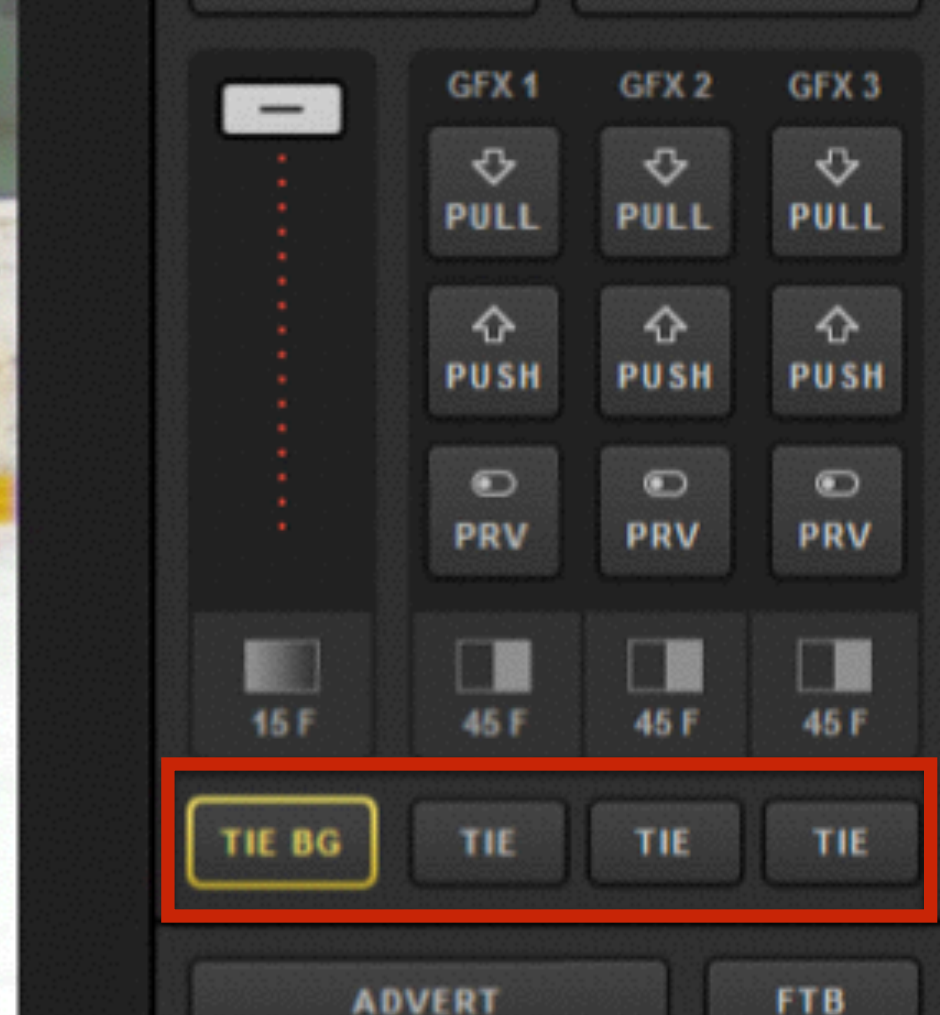 GFX 1 GFX 2 GFX 3
PULL PULL PULL
PUSH PUSH PUSH
PRV PRV PRV
15 F 45 F 45 F 45 F
TIE BG TIE TIE TIE
ADVERT FTB